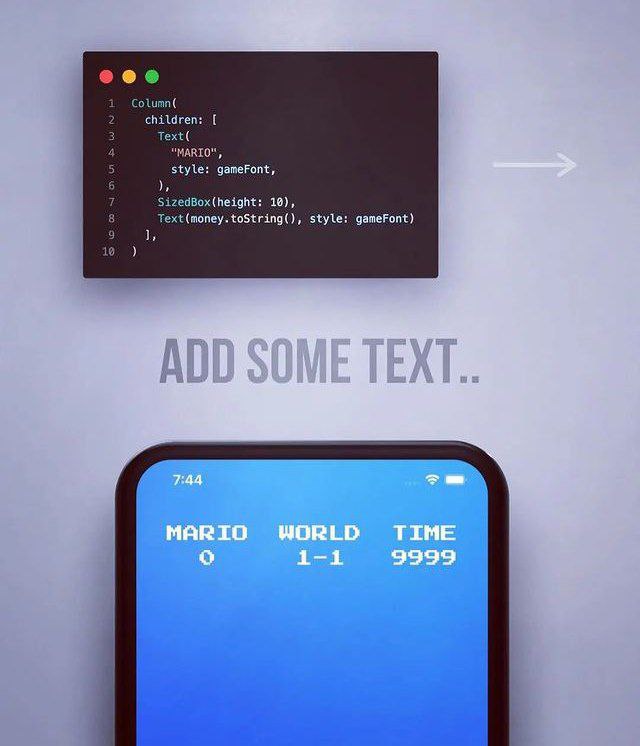 1 Column(
2 children: [
3 Text(
4 "MARIO",
5 style: gameFont,
6 ),
7 SizedBox(height: 10),
8 Text(money.toString(), style: gameFont)
9 ],
10 )
ADD SOME TEXT..
7:44
MARIO WORLD TIME
0 1-1 9999